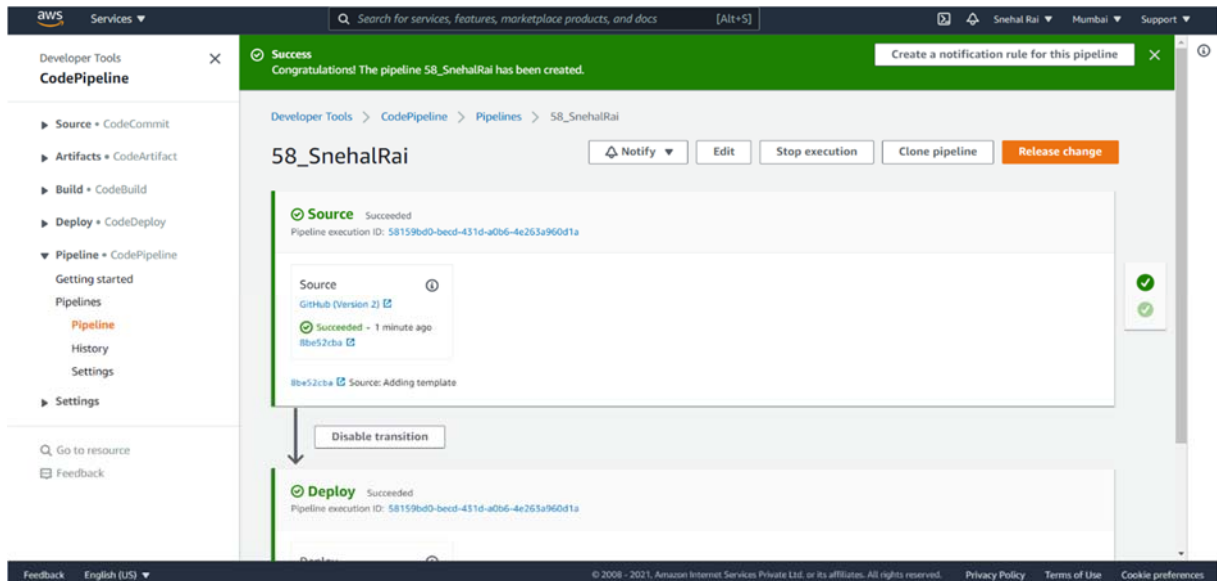 aws Services ▼ Search for services, features, marketplace products, and docs [Alt+S] Snehal Rai ▼ Mumbai ▼ Support ▼
Developer Tools
CodePipeline
Source • CodeCommit
Artifacts • CodeArtifact
Build • CodeBuild
Deploy • CodeDeploy
Pipeline • CodePipeline
Getting started
Pipelines
Pipeline
History
Settings
Settings
Go to resource
Feedback
Success
Congratulations! The pipeline 58_SnehalRai has been created.
Create a notification rule for this pipeline
Developer Tools > CodePipeline > Pipelines > 58_SnehalRai
58_SnehalRai
Notify ▼ Edit Stop execution Clone pipeline Release change
Source Succeeded
Pipeline execution ID: 58159bd0-becd-431d-a0b6-4e263a960d1a
Source
GitHub (Version 2)
Succeeded - 1 minute ago
8be52cba
8be52cba Source: Adding template
Disable transition
Deploy Succeeded
Pipeline execution ID: 58159bd0-becd-431d-a0b6-4e263a960d1a
Deploy
Feedback English (US) ▼ © 2008 - 2021, Amazon Internet Services Private Ltd. or its affiliates. All rights reserved. Privacy Policy Terms of Use Cookie preferences